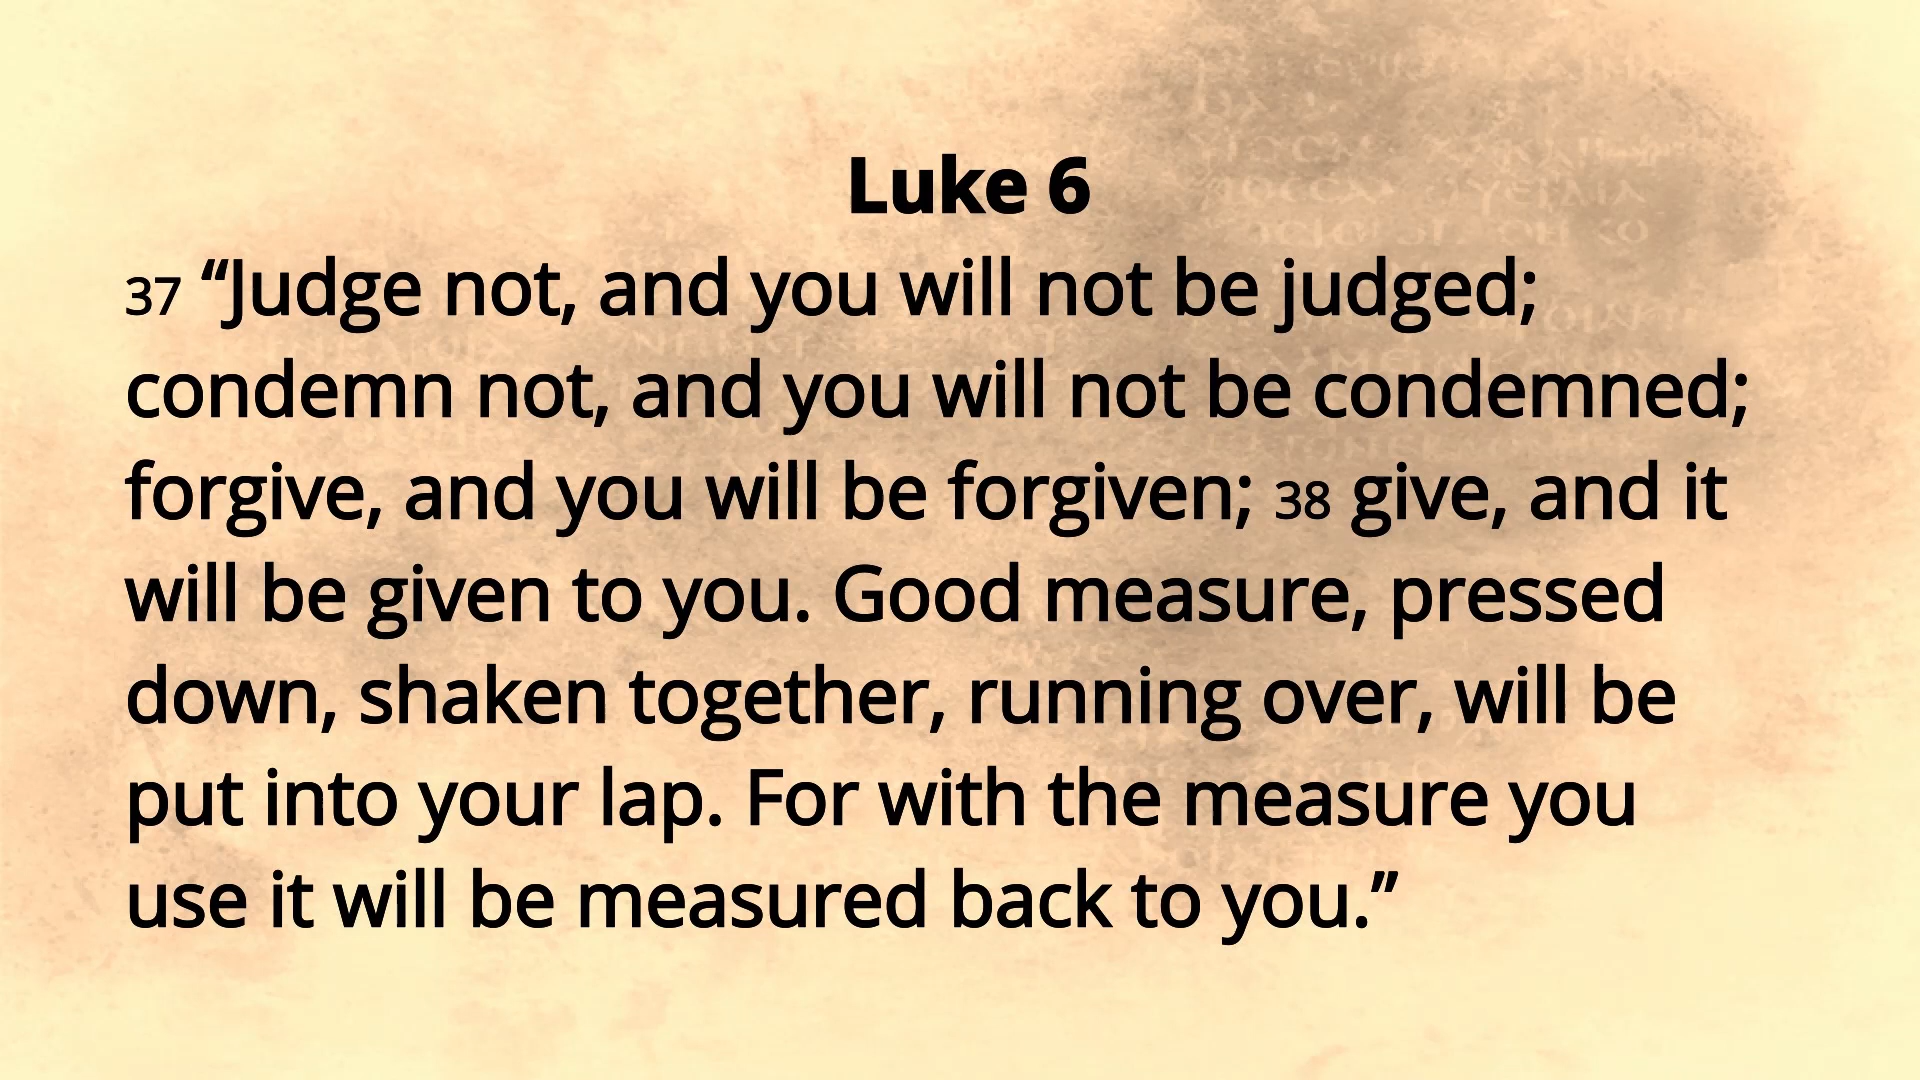 Luke 6
37 “Judge not, and you will not be judged;
condemn not, and you will not be condemned;
forgive, and you will be forgiven; 38 give, and it
will be given to you. Good measure, pressed
down, shaken together, running over, will be
put into your lap. For with the measure you
use it will be measured back to you.”